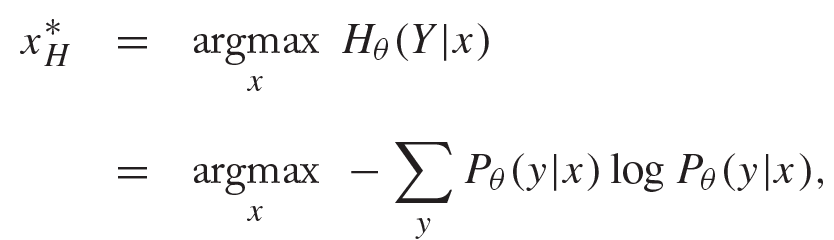 x*_H = argmax_x H_θ(Y|x)
= argmax_x − ∑_y P_θ(y|x) log P_θ(y|x),